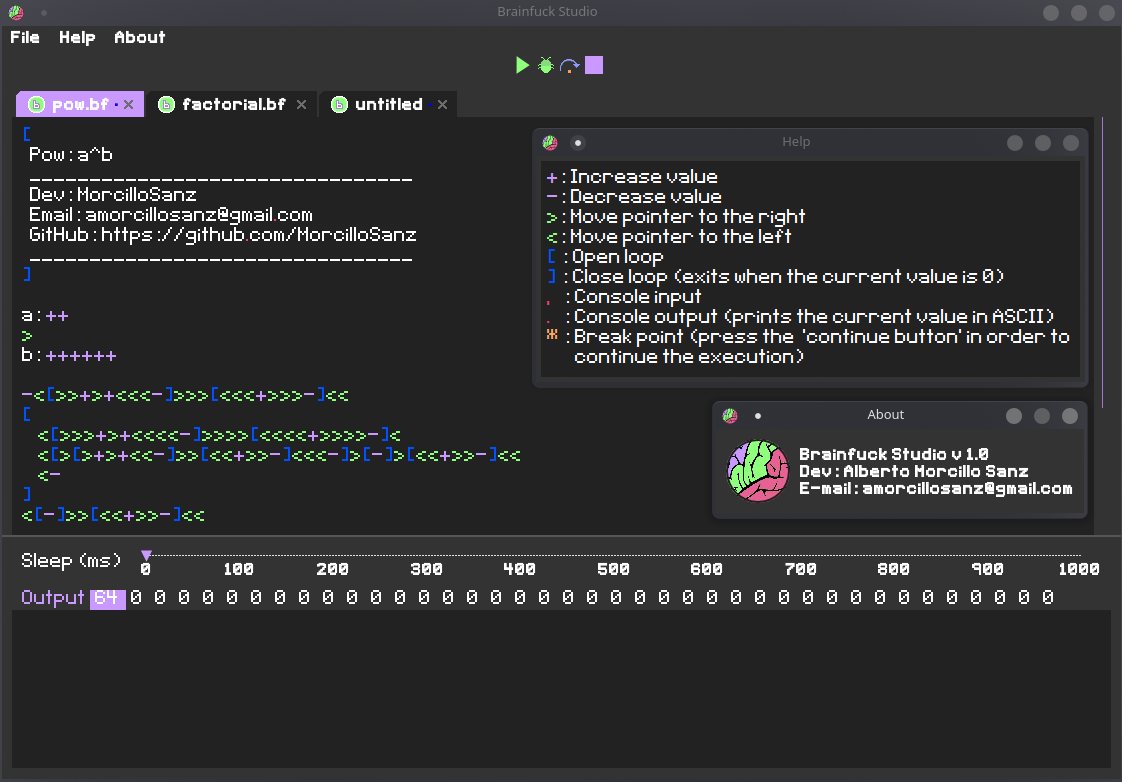 Brainfuck Studio
File Help About
pow.bf factorial.bf untitled
[
Pow: a^b
________________________________
Dev: MorcilloSanz
Email: amorcillosanz@gmail.com
GitHub: https://github.com/MorcilloSanz
________________________________
]
a: ++
>
b: ++++++
-<[>>+>+<<<-]>>>[<<<+>>>-]<<
[
<[>>>+>+<<<<-]>>>>[<<<<+>>>>-]<
<[>[>+>+<<-]>>[<<+>>-]<<<-]>[-]>[<<+>>-]<<
<-
]
<[-]>>[<<+>>-]<<
Help
+ : Increase value
- : Decrease value
> : Move pointer to the right
< : Move pointer to the left
[ : Open loop
] : Close loop (exits when the current value is 0)
, : Console input
. : Console output (prints the current value in ASCII)
* : Break point (press the 'continue button' in order to
continue the execution)
About
Brainfuck Studio v 1.0
Dev: Alberto Morcillo Sanz
E-mail: amorcillosanz@gmail.com
Sleep (ms)
0 100 200 300 400 500 600 700 800 900 1000
Output 64 0 0 0 0 0 0 0 0 0 0 0 0 0 0 0 0 0 0 0 0 0 0 0 0 0 0 0 0 0 0 0 0 0 0 0 0 0 0 0